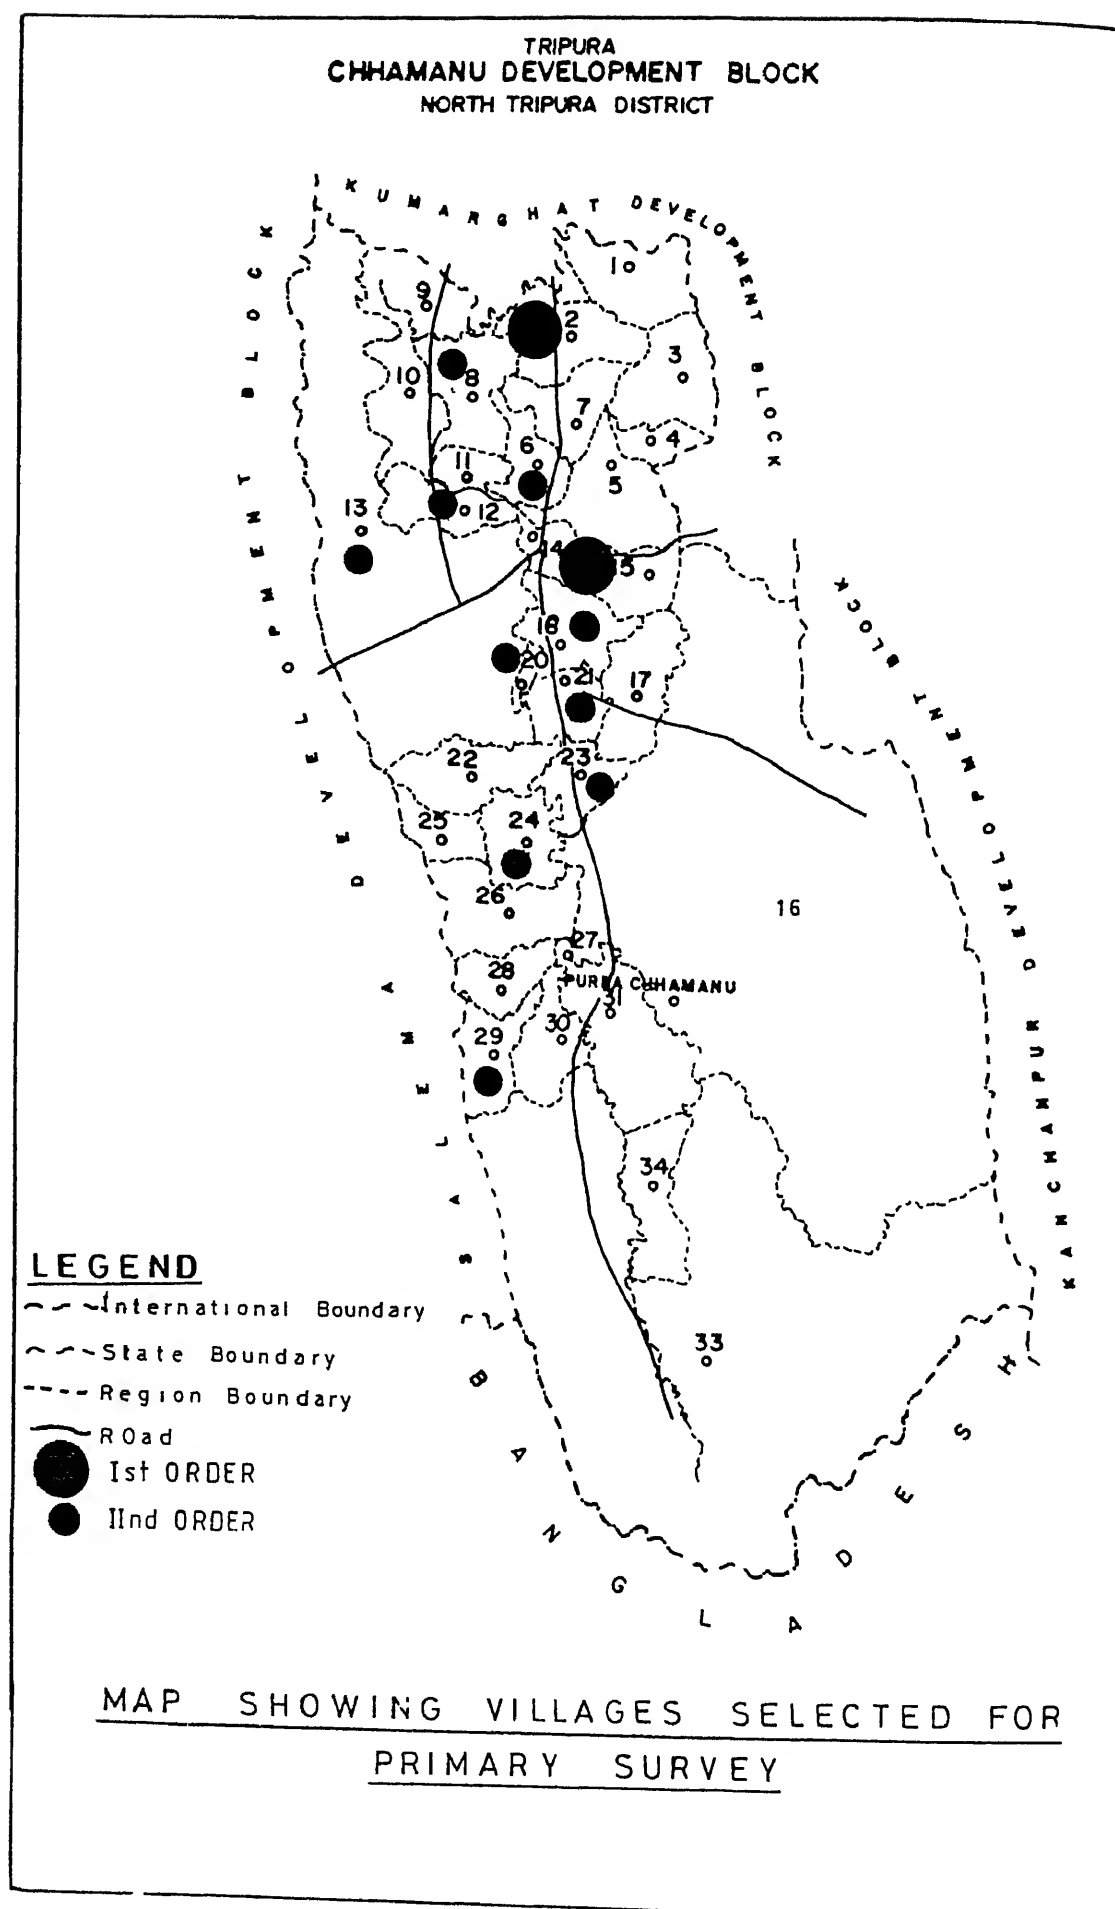 TRIPURA
CHHAMANU DEVELOPMENT BLOCK
NORTH TRIPURA DISTRICT
KUMARGHAT DEVELOPMENT BLOCK
SALEMA DEVELOPMENT BLOCK
KANCHANPUR DEVELOPMENT BLOCK
1
2
9
3
10
8
7
4
6
11
5
13
12
14
15
18
20
21
17
22
23
25
24
26
16
27
28
PURBA CHHAMANU
31
30
29
34
33
BANGLADESH
LEGEND
International Boundary
State Boundary
Region Boundary
ROad
Ist ORDER
IInd ORDER
MAP SHOWING VILLAGES SELECTED FOR
PRIMARY SURVEY